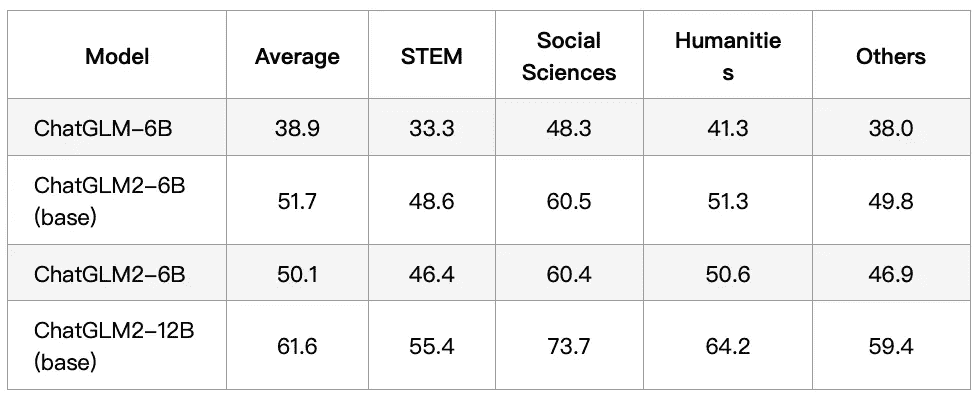 Model Average STEM Social Sciences Humanities Others
ChatGLM-6B 38.9 33.3 48.3 41.3 38.0
ChatGLM2-6B (base) 51.7 48.6 60.5 51.3 49.8
ChatGLM2-6B 50.1 46.4 60.4 50.6 46.9
ChatGLM2-12B (base) 61.6 55.4 73.7 64.2 59.4